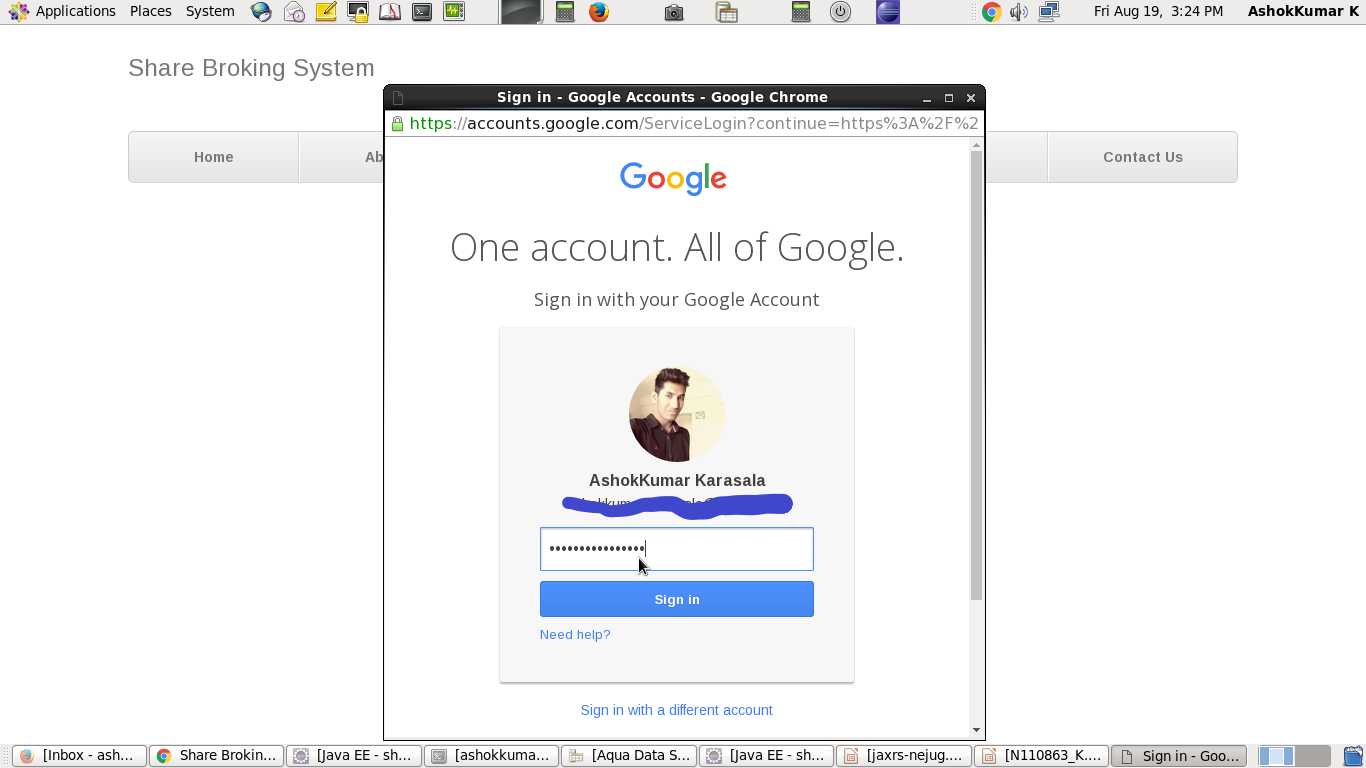 Applications Places System Fri Aug 19, 3:24 PM AshokKumar K
Share Broking System
Sign in - Google Accounts - Google Chrome
https://accounts.google.com/ServiceLogin?continue=https%3A%2F%2
Home Ab Contact Us
Google
One account. All of Google.
Sign in with your Google Account
AshokKumar Karasala
••••••••••••••••
Sign in
Need help?
Sign in with a different account
[Inbox - ash... Share Brokin... [Java EE - sh... [ashokkuma... [Aqua Data S... [Java EE - sh... [jaxrs-nejug.... [N110863_K.... Sign in - Goo...